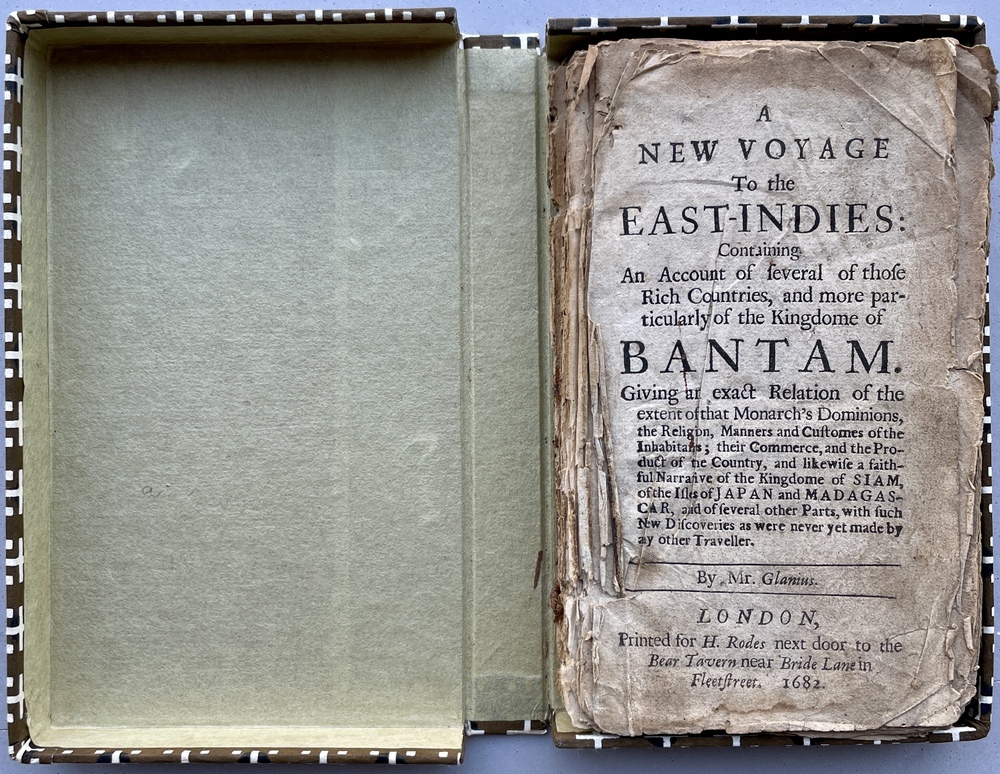 A
NEW VOYAGE
To the
EAST-INDIES:
Containing
An Account of ſeveral of thoſe
Rich Countries, and more par-
ticularly of the Kingdome of
BANTAM.
Giving an exact Relation of the
extent of that Monarch's Dominions,
the Religion, Manners and Cuſtomes of the
Inhabitants; their Commerce, and the Pro-
duct of the Country, and likewiſe a faith-
ful Narrative of the Kingdome of SIAM,
of the Iſles of JAPAN and MADAGAS-
CAR, and of ſeveral other Parts, with ſuch
New Diſcoveries as were never yet made by
any other Traveller.
By Mr. Glanius.
LONDON,
Printed for H. Rodes next door to the
Bear Tavern near Bride Lane in
Fleetſtreet. 1682.